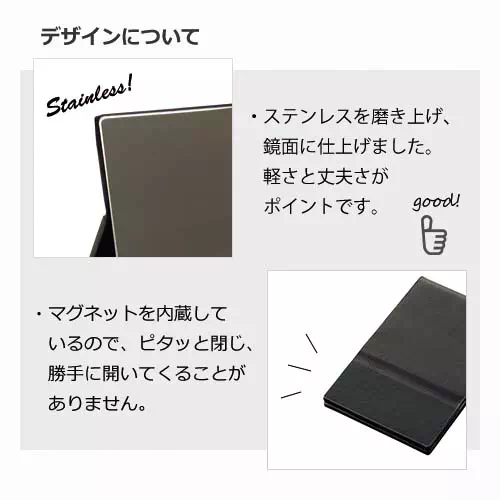 デザインについて
Stainless!
・ステンレスを磨き上げ、
鏡面に仕上げました。
軽さと丈夫さが
ポイントです。
good!
・マグネットを内蔵して
いるので、ピタッと閉じ、
勝手に開いてくることが
ありません。